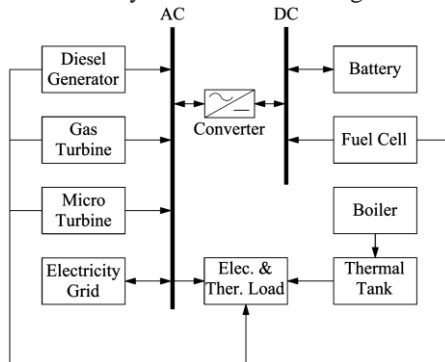 AC
DC
Diesel
Generator
Battery
Converter
Gas
Turbine
Fuel Cell
Micro
Turbine
Boiler
Electricity
Grid
Elec. &
Ther. Load
Thermal
Tank